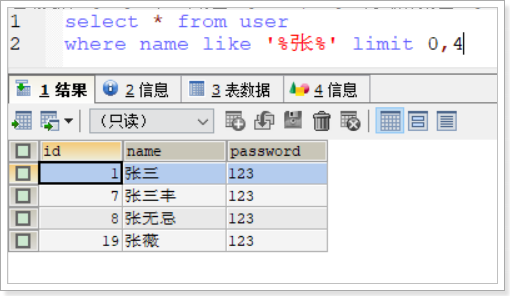 1 select * from user
2 where name like '%张%' limit 0,4
1 结果 2 信息 3 表数据 4 信息
(只读)
id name password
1 张三 123
7 张三丰 123
8 张无忌 123
19 张薇 123